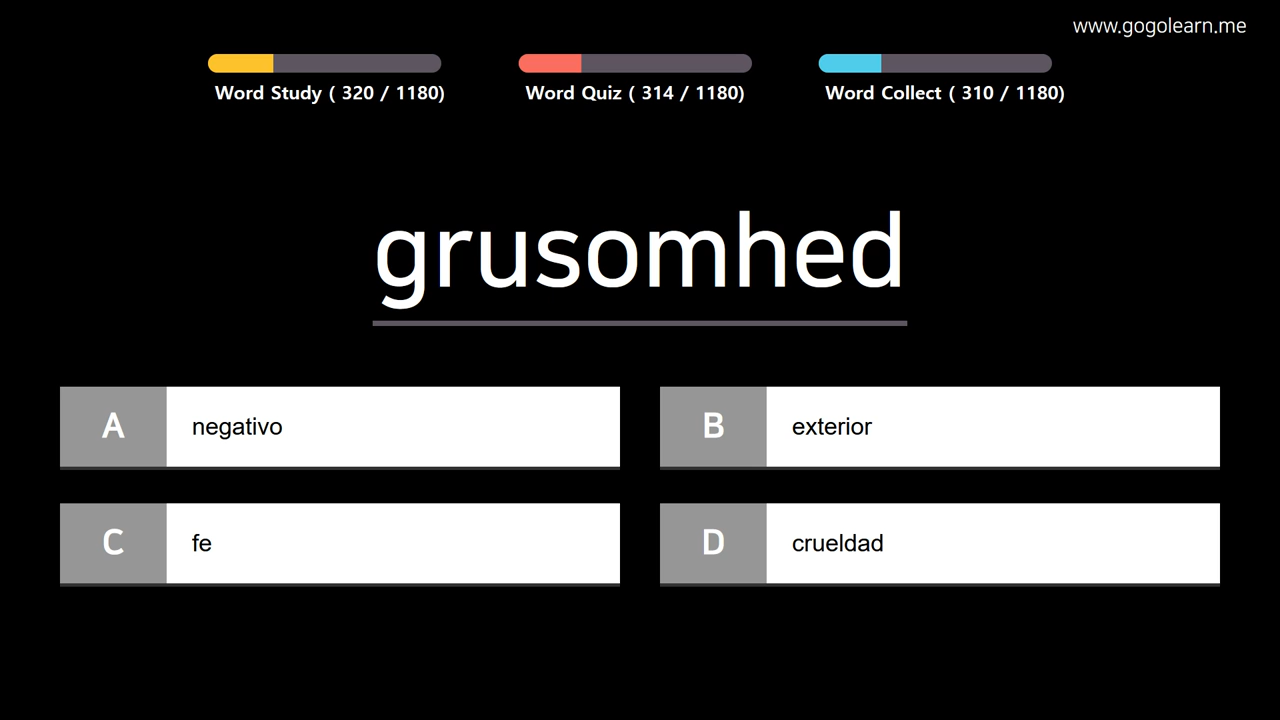 www.gogolearn.me
Word Study ( 320 / 1180)
Word Quiz ( 314 / 1180)
Word Collect ( 310 / 1180)
grusomhed
A negativo
B exterior
C fe
D crueldad